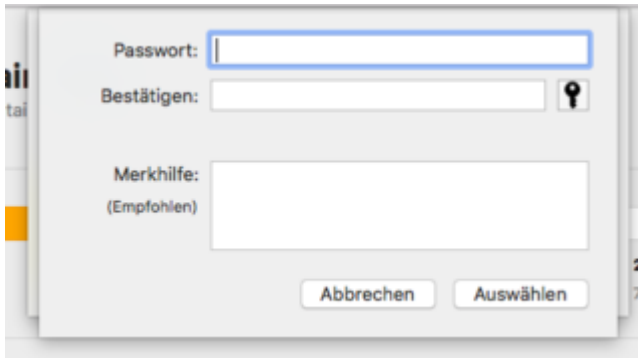 Passwort:
Bestätigen:
Merkhilfe:
(Empfohlen)
Abbrechen Auswählen